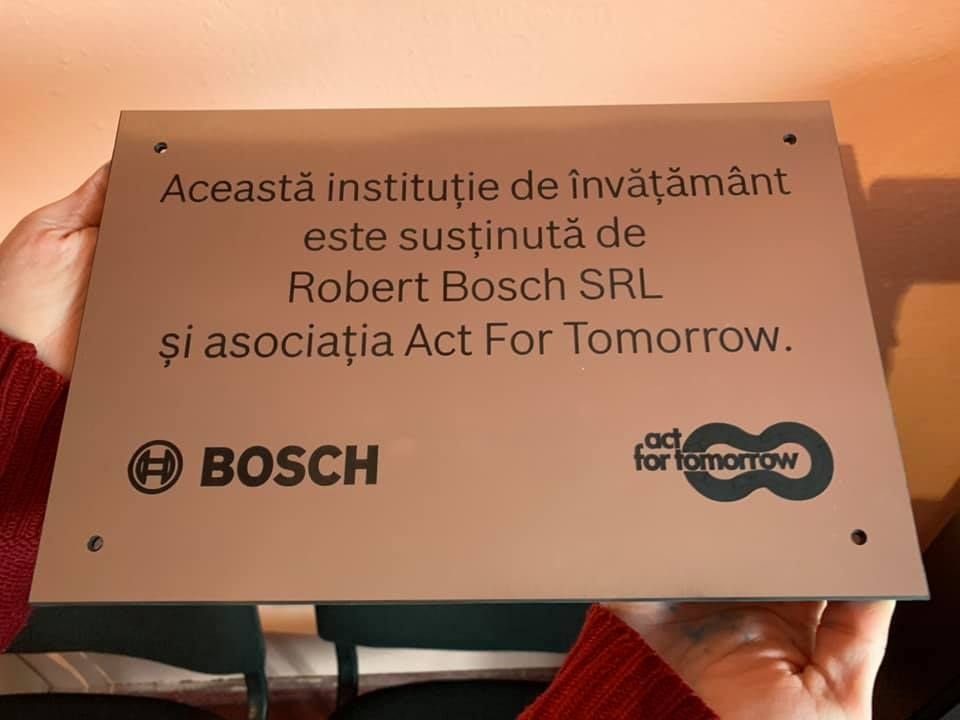 Această instituție de învățământ
este susținută de
Robert Bosch SRL
și asociația Act For Tomorrow.
BOSCH
act
for tomorrow